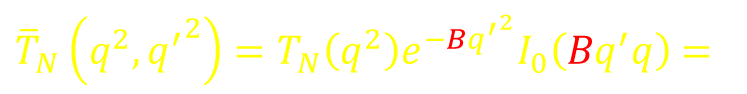 T̄_N(q², q'²) = T_N(q²)e^{-Bq'²} I₀(Bq'q) =